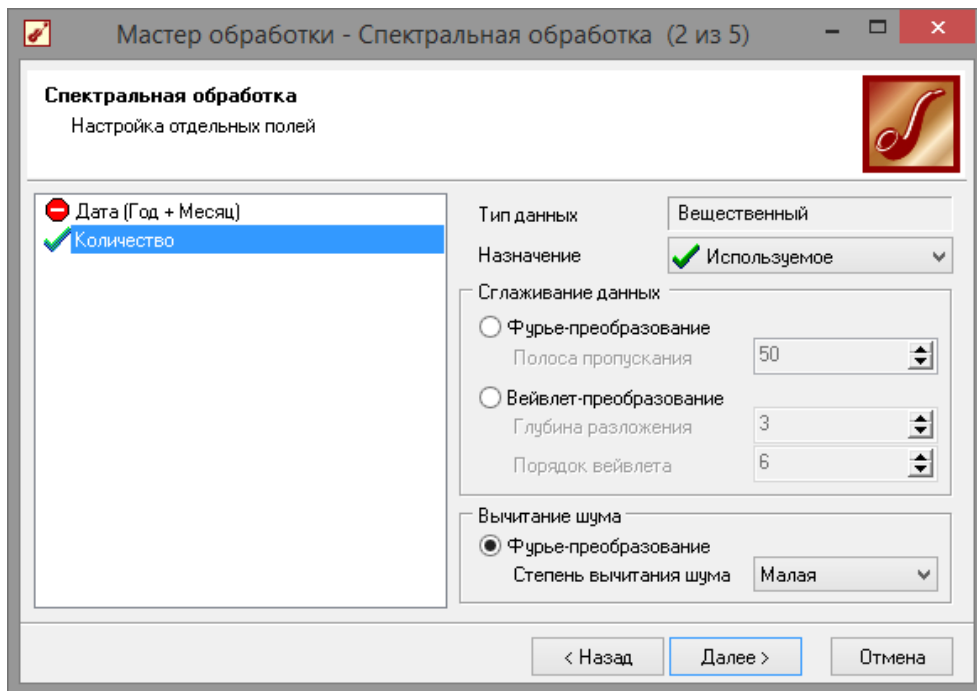 Мастер обработки - Спектральная обработка (2 из 5)
Спектральная обработка
Настройка отдельных полей
Дата (Год + Месяц)
Количество
Тип данных Вещественный
Назначение Используемое
Сглаживание данных
Фурье-преобразование
Полоса пропускания 50
Вейвлет-преобразование
Глубина разложения 3
Порядок вейвлета 6
Вычитание шума
Фурье-преобразование
Степень вычитания шума Малая
< Назад Далее > Отмена